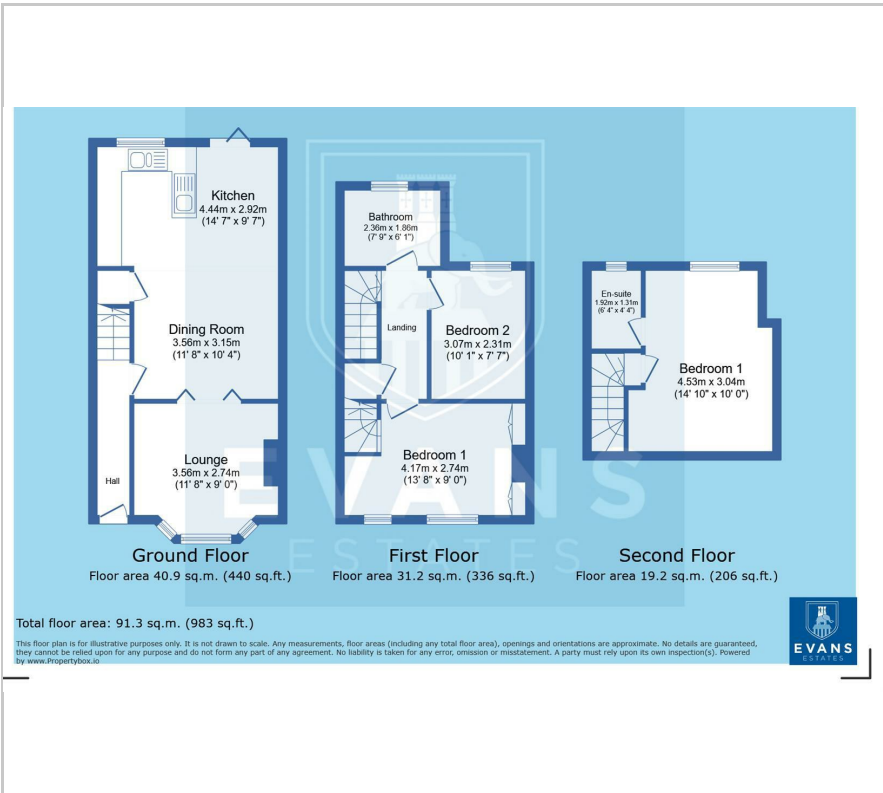 Kitchen
4.44m x 2.92m
(14' 7" x 9' 7")
Dining Room
3.56m x 3.15m
(11' 8" x 10' 4")
Lounge
3.56m x 2.74m
(11' 8" x 9' 0")
Hall
Ground Floor
Floor area 40.9 sq.m. (440 sq.ft.)
Bathroom
2.36m x 1.86m
(7' 9" x 6' 1")
Landing
Bedroom 2
3.07m x 2.31m
(10' 1" x 7' 7")
Bedroom 1
4.17m x 2.74m
(13' 8" x 9' 0")
First Floor
Floor area 31.2 sq.m. (336 sq.ft.)
En-suite
1.92m x 1.31m
(6' 4" x 4' 4")
Bedroom 1
4.53m x 3.04m
(14' 10" x 10' 0")
Second Floor
Floor area 19.2 sq.m. (206 sq.ft.)
EVANS
ESTATES
Total floor area: 91.3 sq.m. (983 sq.ft.)
This floor plan is for illustrative purposes only. It is not drawn to scale. Any measurements, floor areas (including any total floor area), openings and orientations are approximate. No details are guaranteed,
they cannot be relied upon for any purpose and do not form any part of any agreement. No liability is taken for any error, omission or misstatement. A party must rely upon its own inspection(s). Powered
by www.Propertybox.io
EVANS
ESTATES